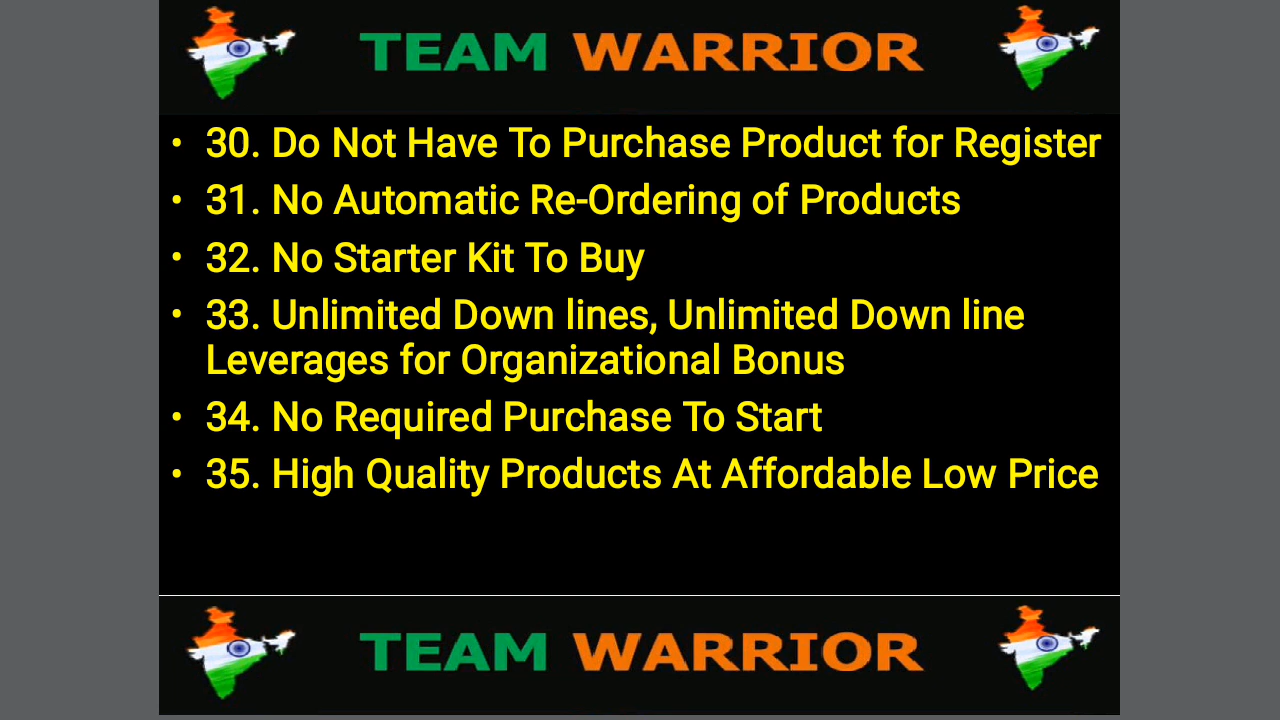 TEAM WARRIOR
• 30. Do Not Have To Purchase Product for Register
• 31. No Automatic Re-Ordering of Products
• 32. No Starter Kit To Buy
• 33. Unlimited Down lines, Unlimited Down line
Leverages for Organizational Bonus
• 34. No Required Purchase To Start
• 35. High Quality Products At Affordable Low Price
TEAM WARRIOR